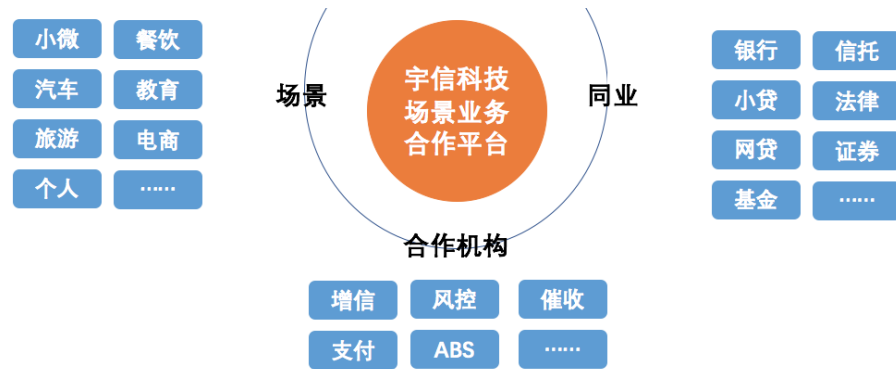 小微
餐饮
汽车
教育
旅游
电商
个人
……
场景
宇信科技
场景业务
合作平台
同业
银行
信托
小贷
法律
网贷
证券
基金
……
合作机构
增信
风控
催收
支付
ABS
……